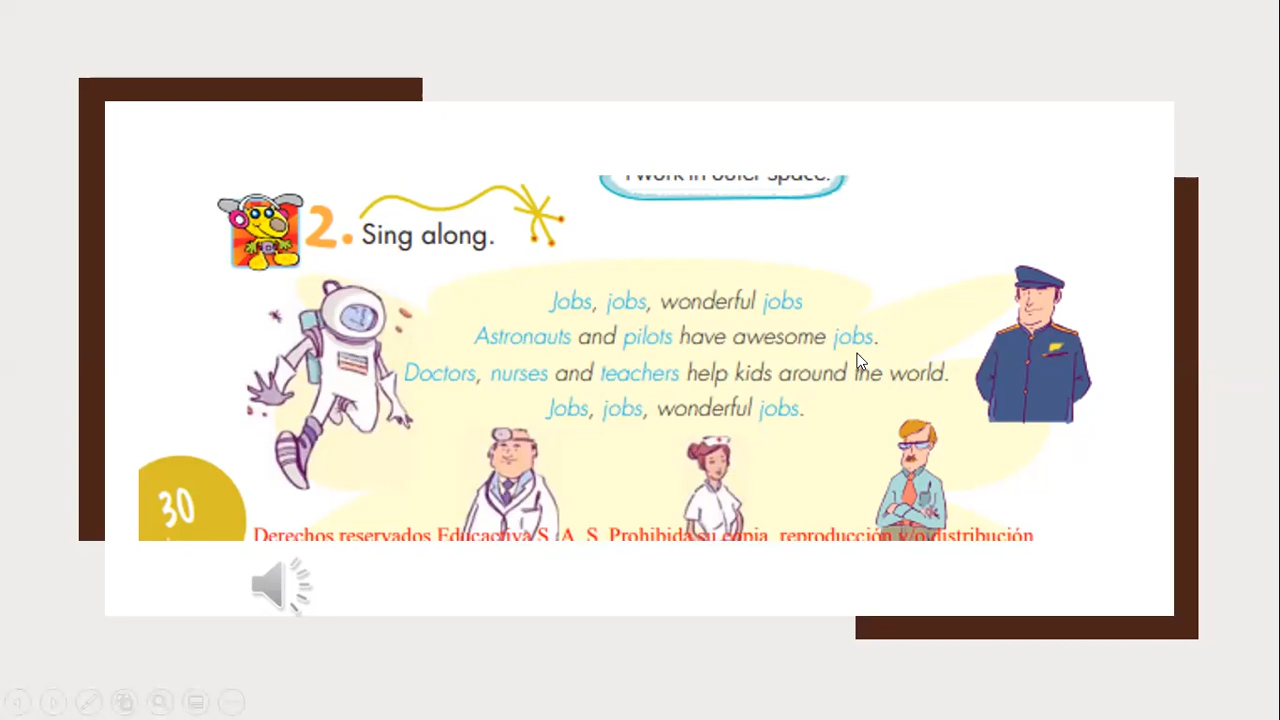 I work in outer space.
2. Sing along.
Jobs, jobs, wonderful jobs
Astronauts and pilots have awesome jobs.
Doctors, nurses and teachers help kids around the world.
Jobs, jobs, wonderful jobs.
30
Derechos reservados Educactiva S. A. S. Prohibida su copia, reproducción y/o distribución